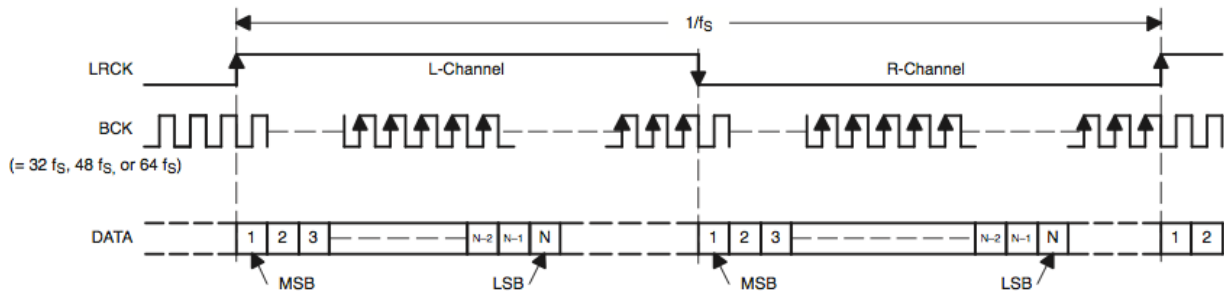 1/fS
LRCK L-Channel R-Channel
BCK
(= 32 fS, 48 fS, or 64 fS)
DATA 1 2 3 N–2 N–1 N 1 2 3 N–2 N–1 N 1 2
MSB LSB MSB LSB